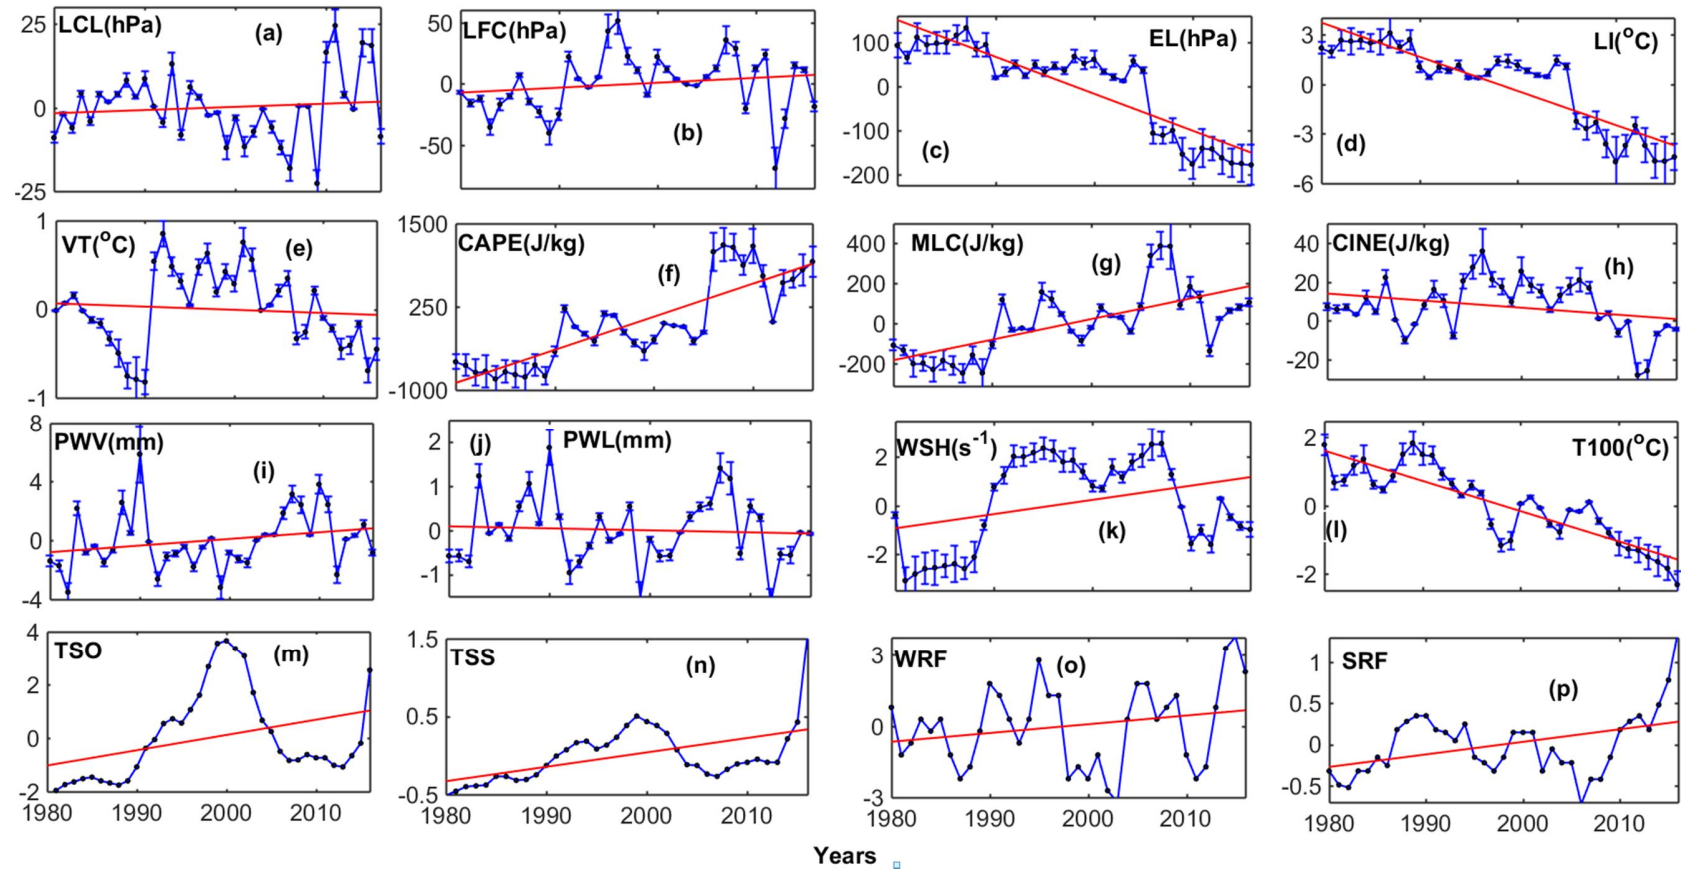 LCL(hPa) (a)
25
0
-25
LFC(hPa) (b)
50
0
-50
EL(hPa) (c)
100
0
-100
-200
LI(°C) (d)
3
0
-3
-6
VT(°C) (e)
1
0
-1
CAPE(J/kg) (f)
1500
250
-1000
MLC(J/kg) (g)
400
200
0
-200
CINE(J/kg) (h)
40
20
0
-20
PWV(mm) (i)
8
4
0
-4
(j) PWL(mm)
2
1
0
-1
WSH(s⁻¹) (k)
2
0
-2
T100(°C) (l)
2
0
-2
TSO (m)
4
2
0
-2
1980 1990 2000 2010
TSS (n)
1.5
0.5
-0.5
1980 1990 2000 2010
WRF (o)
3
0
-3
1980 1990 2000 2010
SRF (p)
1
0.5
0
-0.5
1980 1990 2000 2010
Years